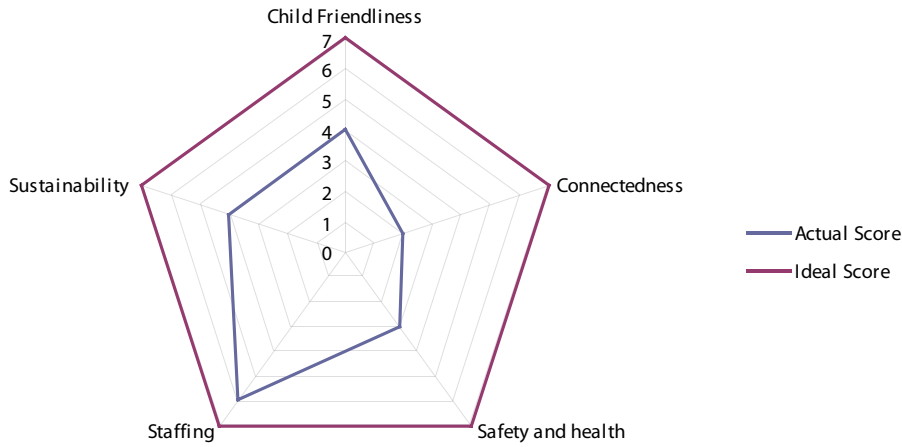 Child Friendliness
7
6
5
4
3
2
1
0
Sustainability
Connectedness
Actual Score
Ideal Score
Staffing
Safety and health